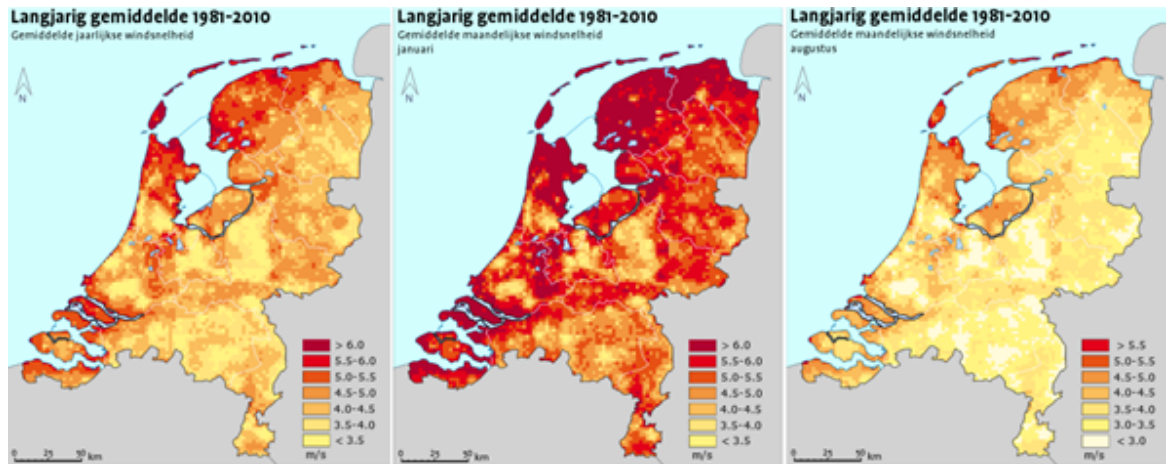 Langjarig gemiddelde 1981-2010
Gemiddelde jaarlijkse windsnelheid
N
> 6.0
5.5-6.0
5.0-5.5
4.5-5.0
4.0-4.5
3.5-4.0
< 3.5
m/s
0 25 50 km
Langjarig gemiddelde 1981-2010
Gemiddelde maandelijkse windsnelheid
januari
N
> 6.0
5.5-6.0
5.0-5.5
4.5-5.0
4.0-4.5
3.5-4.0
< 3.5
m/s
0 25 50 km
Langjarig gemiddelde 1981-2010
Gemiddelde maandelijkse windsnelheid
augustus
N
> 5.5
5.0-5.5
4.5-5.0
4.0-4.5
3.5-4.0
3.0-3.5
< 3.0
m/s
0 25 50 km